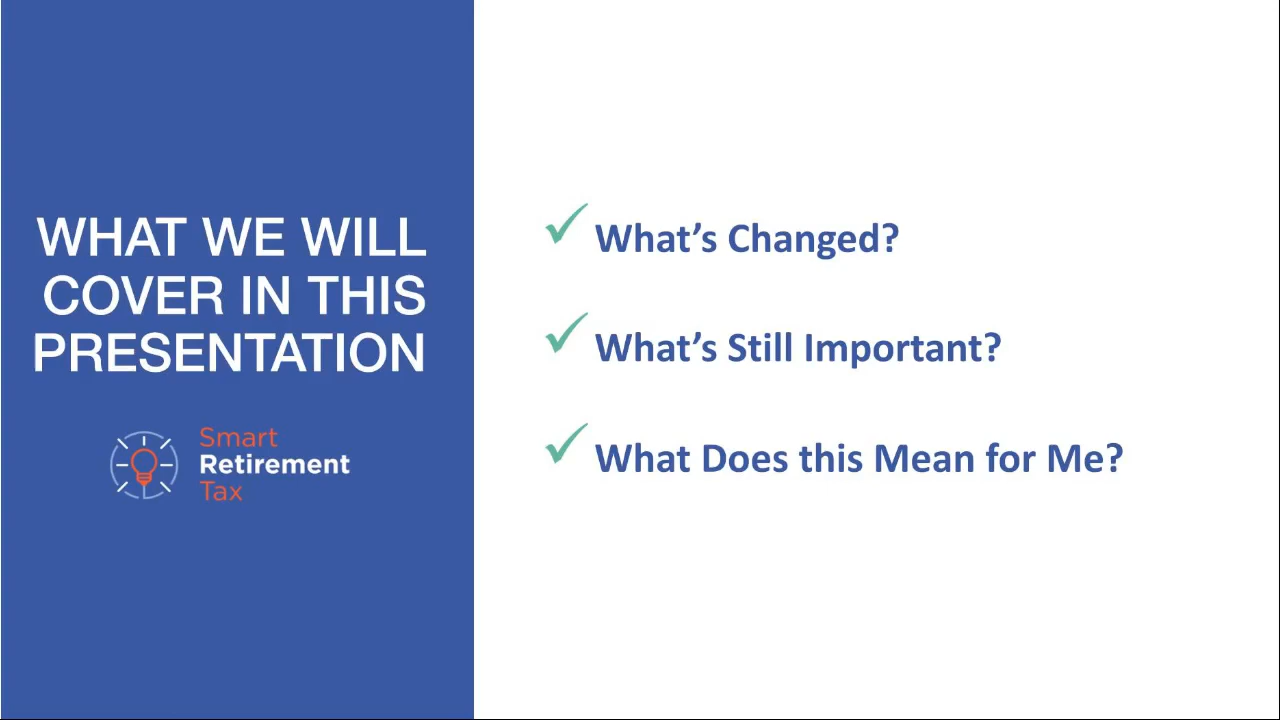 WHAT WE WILL
COVER IN THIS
PRESENTATION
Smart
Retirement
Tax
What’s Changed?
What’s Still Important?
What Does this Mean for Me?